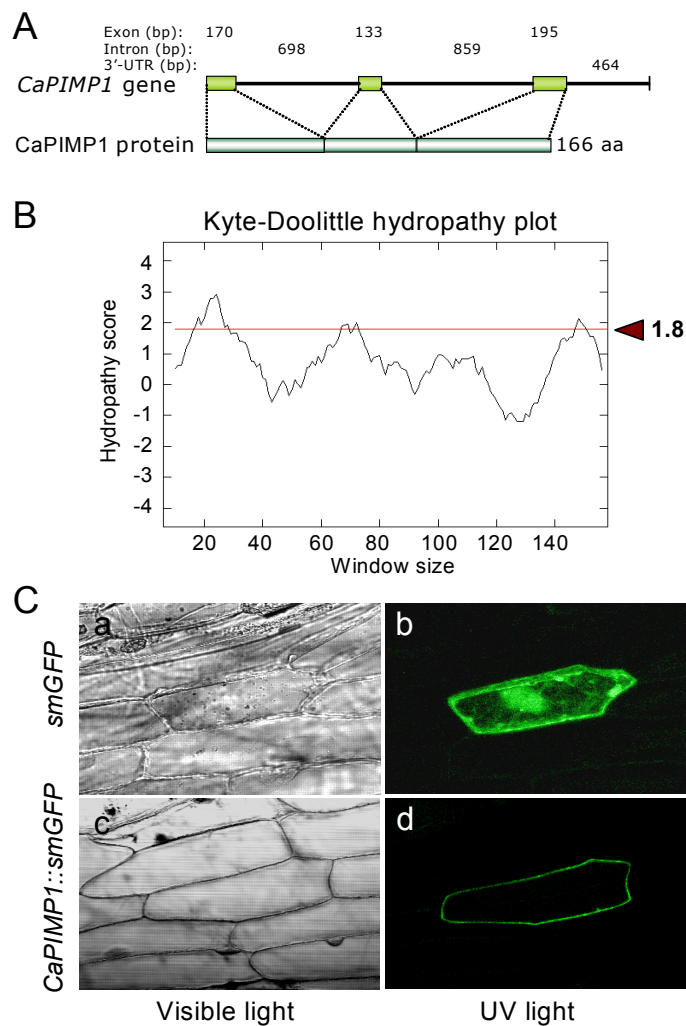 A
Exon (bp): 170 133 195
Intron (bp): 698 859
3'-UTR (bp): 464
CaPIMP1 gene
CaPIMP1 protein 166 aa
B
Kyte-Doolittle hydropathy plot
Hydropathy score
4
3
2
1
0
-1
-2
-3
-4
1.8
20 40 60 80 100 120 140
Window size
C
smGFP
a
b
CaPIMP1::smGFP
c
d
Visible light
UV light